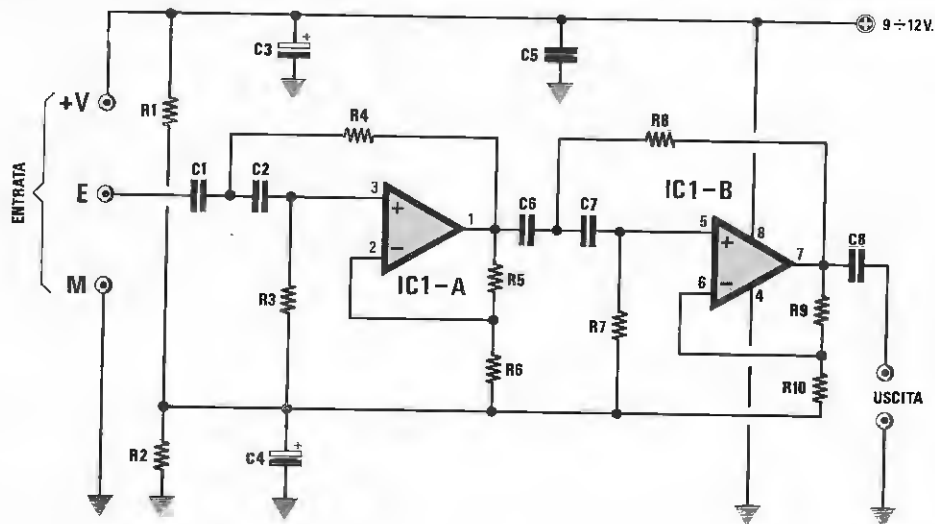 9÷12V.
C3
C5
+V
R1
R4
R8
ENTRATA
E
C1
C2
C6
C7
IC1-B
3
+
1
2
−
IC1-A
5
+
8
7
6
−
4
C8
M
R3
R5
R7
R9
R6
R10
USCITA
R2
C4
+
+